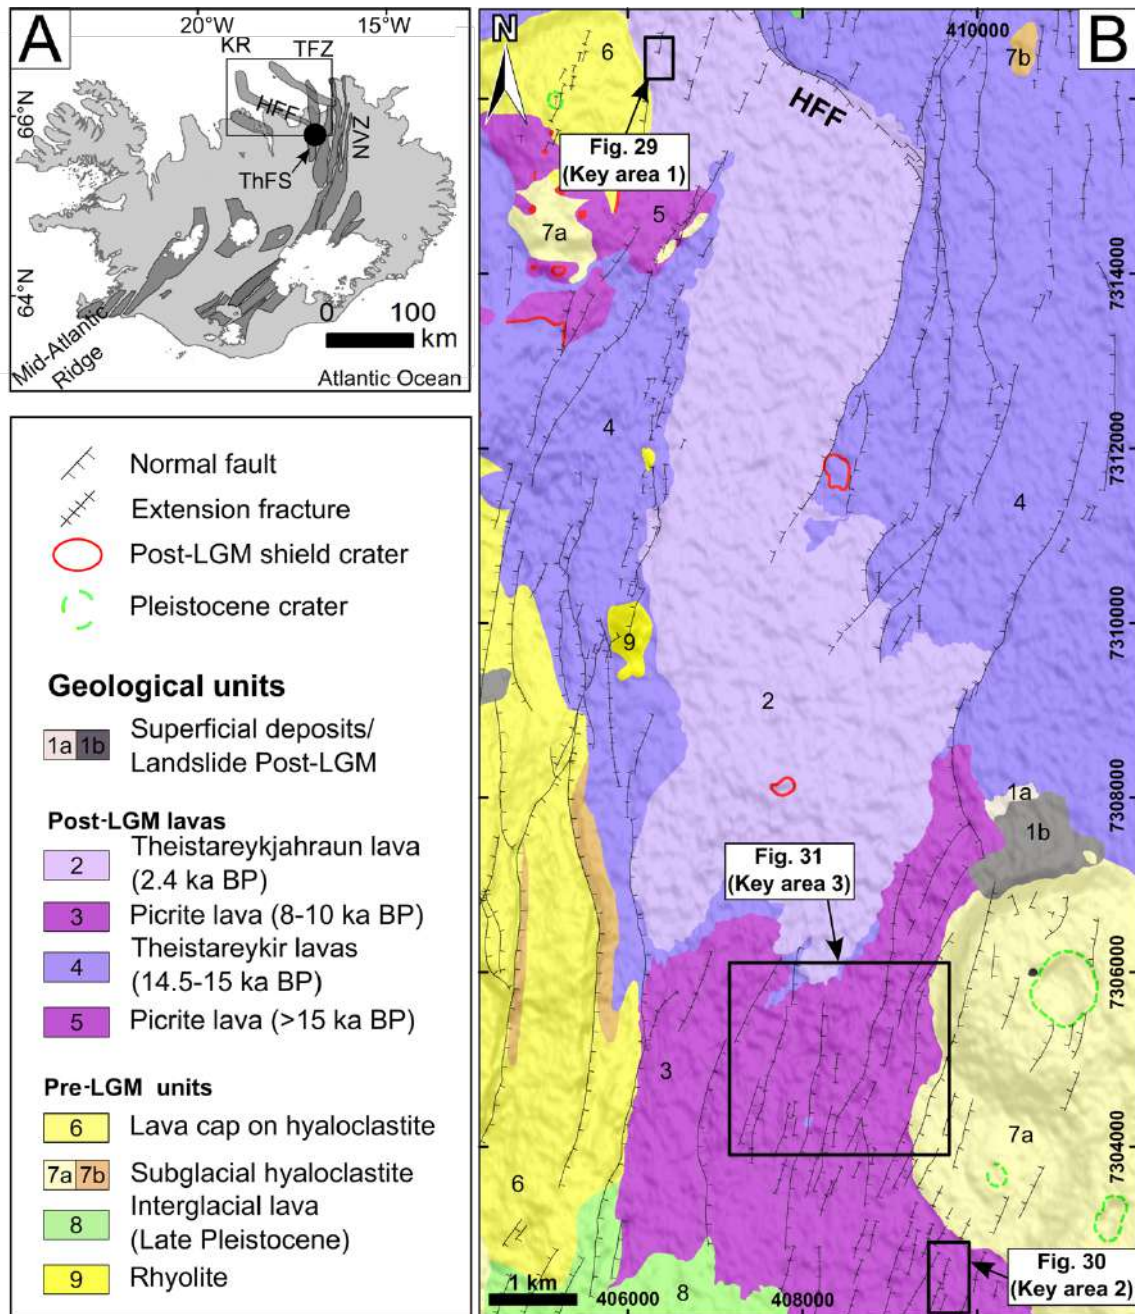 A
20°W
15°W
KR
TFZ
66°N
HFF
NVZ
ThFS
64°N
0
100
km
Mid-Atlantic
Ridge
Atlantic Ocean
Normal fault
Extension fracture
Post-LGM shield crater
Pleistocene crater
Geological units
1a 1b Superficial deposits/
Landslide Post-LGM
Post-LGM lavas
2 Theistareykjahraun lava
(2.4 ka BP)
3 Picrite lava (8-10 ka BP)
4 Theistareykir lavas
(14.5-15 ka BP)
5 Picrite lava (>15 ka BP)
Pre-LGM units
6 Lava cap on hyaloclastite
7a 7b Subglacial hyaloclastite
8 Interglacial lava
(Late Pleistocene)
9 Rhyolite
B
N
6
410000
7b
HFF
Fig. 29
(Key area 1)
5
7a
7314000
4
7312000
4
9
7310000
2
7308000
1a
1b
Fig. 31
(Key area 3)
7306000
3
7a
7304000
6
Fig. 30
(Key area 2)
8
1 km
406000
408000